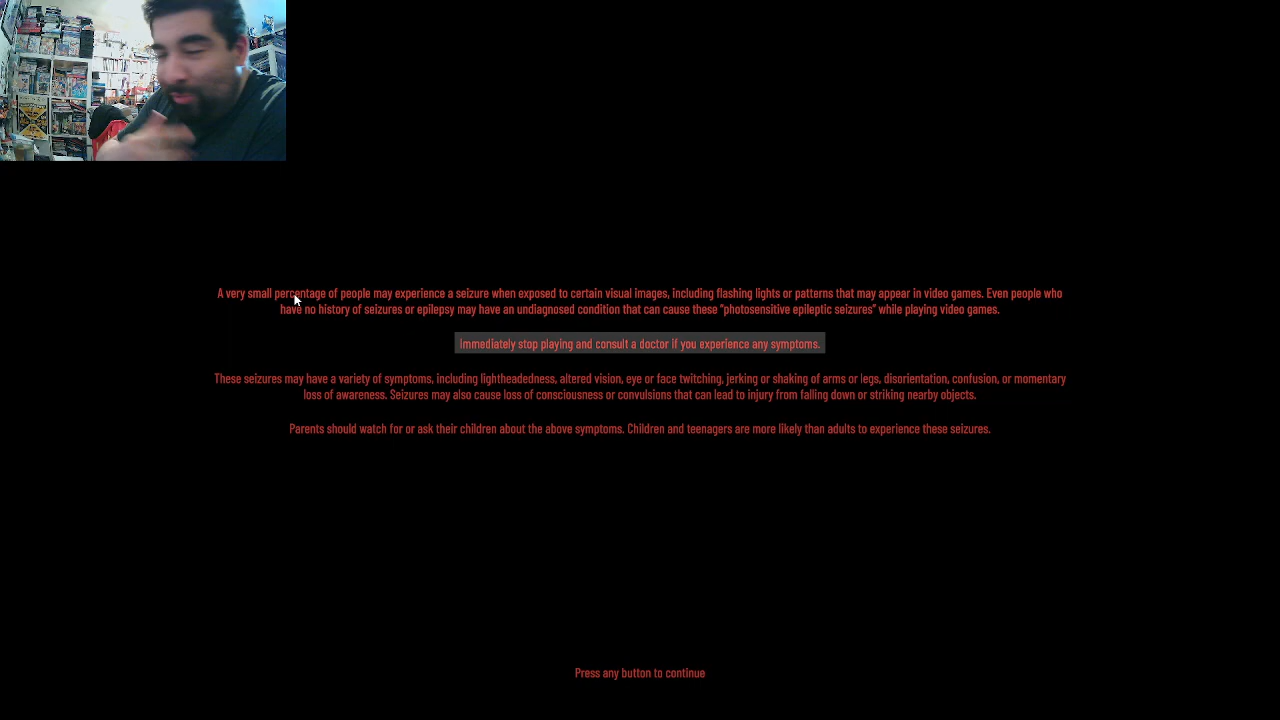 A very small percentage of people may experience a seizure when exposed to certain visual images, including flashing lights or patterns that may appear in video games. Even people who
have no history of seizures or epilepsy may have an undiagnosed condition that can cause these "photosensitive epileptic seizures" while playing video games.
Immediately stop playing and consult a doctor if you experience any symptoms.
These seizures may have a variety of symptoms, including lightheadedness, altered vision, eye or face twitching, jerking or shaking of arms or legs, disorientation, confusion, or momentary
loss of awareness. Seizures may also cause loss of consciousness or convulsions that can lead to injury from falling down or striking nearby objects.
Parents should watch for or ask their children about the above symptoms. Children and teenagers are more likely than adults to experience these seizures.
Press any button to continue